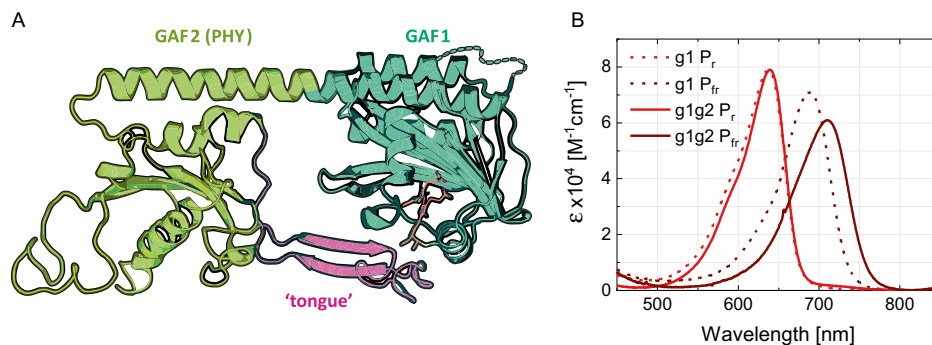 A
GAF2 (PHY)
GAF1
'tongue'
B
ε x10⁴ [M⁻¹cm⁻¹]
8
6
4
2
0
g1 Pr
g1 Pfr
g1g2 Pr
g1g2 Pfr
500 600 700 800
Wavelength [nm]